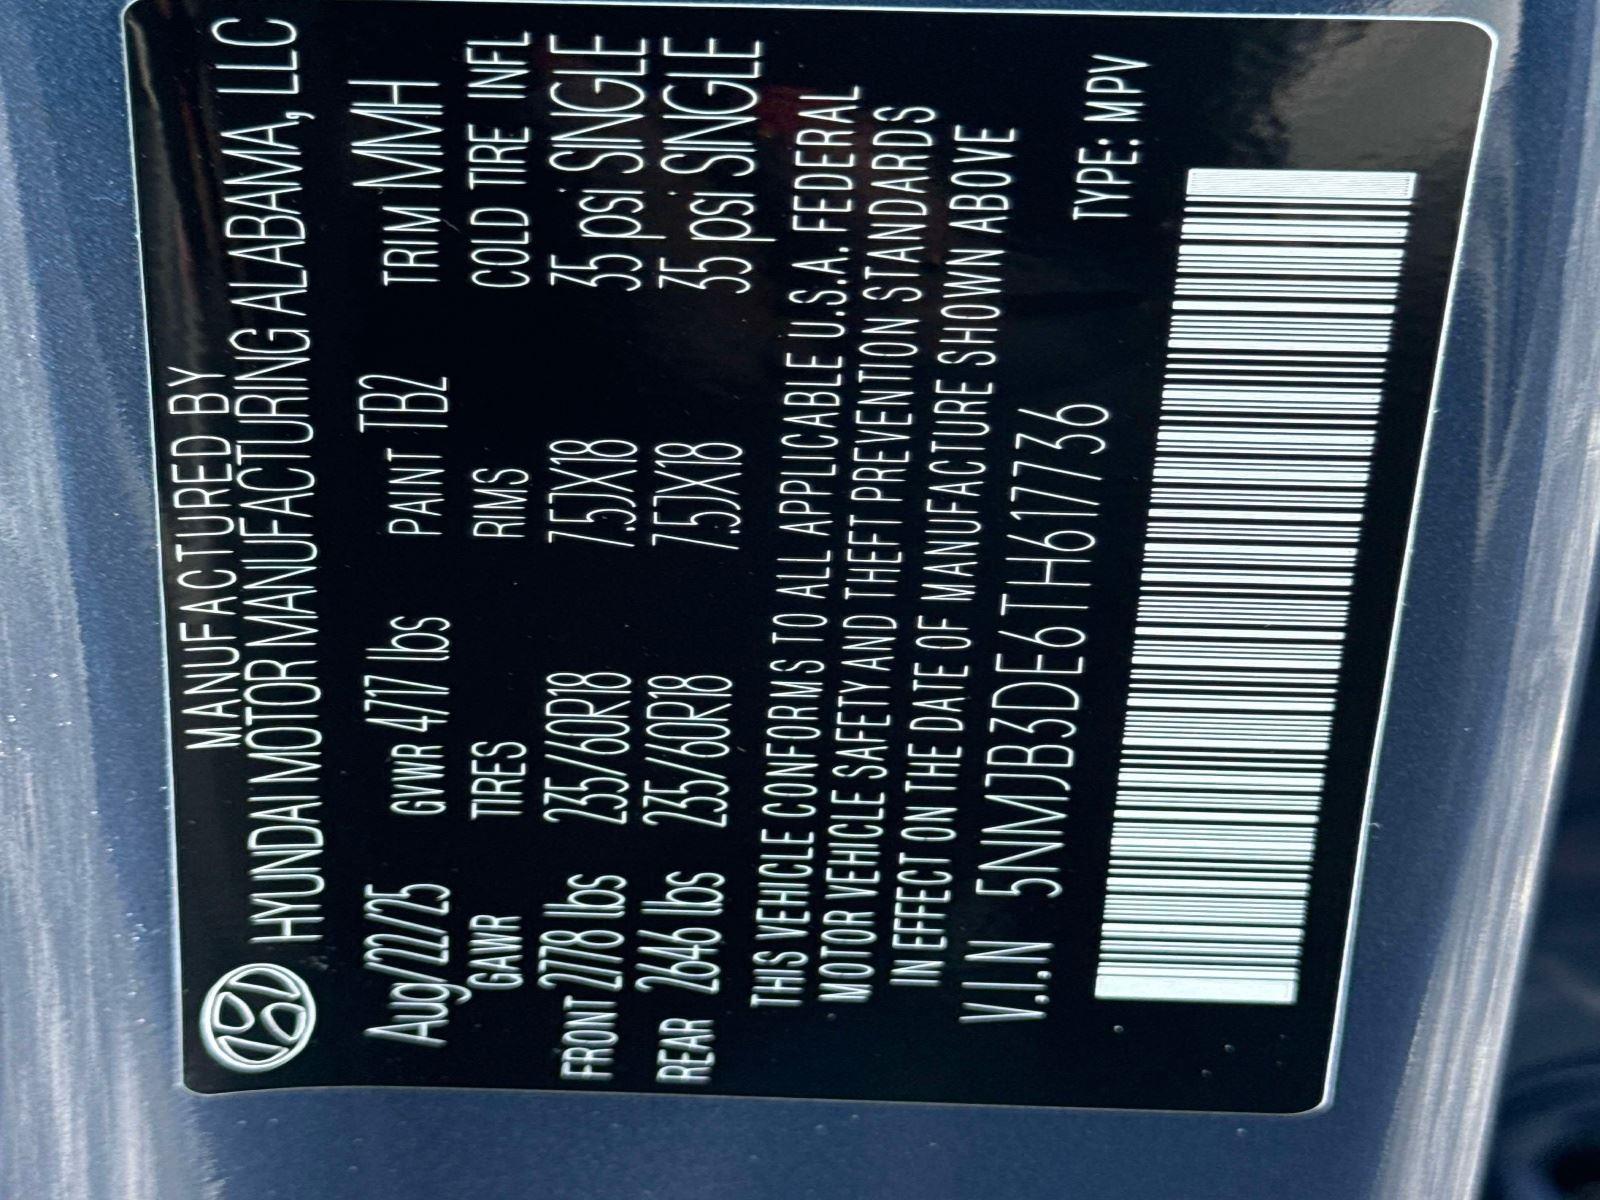 MANUFACTURED BY
HYUNDAI MOTOR MANUFACTURING ALABAMA, LLC
Aug/22/25 GVWR 4717 lbs PAINT TB2 TRIM MMH
GAWR TIRES RIMS COLD TIRE INFL
FRONT 2778 lbs 235/60R18 7.5JX18 35 psi SINGLE
REAR 2646 lbs 235/60R18 7.5JX18 35 psi SINGLE
THIS VEHICLE CONFORMS TO ALL APPLICABLE U.S.A. FEDERAL
MOTOR VEHICLE SAFETY AND THEFT PREVENTION STANDARDS
IN EFFECT ON THE DATE OF MANUFACTURE SHOWN ABOVE
V.I.N 5NMJB3DE6TH617736
TYPE: MPV